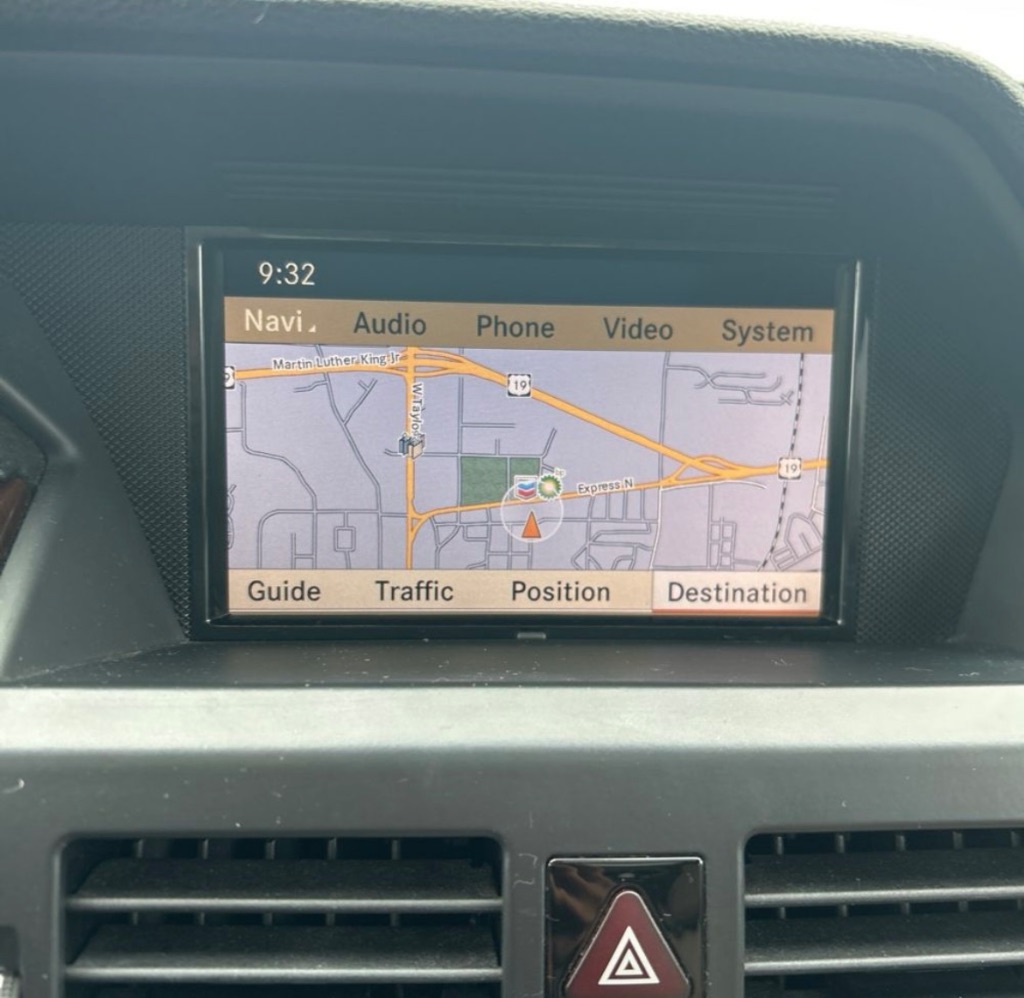 9:32
Navi Audio Phone Video System
Martin Luther King jr
19
W Taylor
19
Express N
Guide Traffic Position Destination